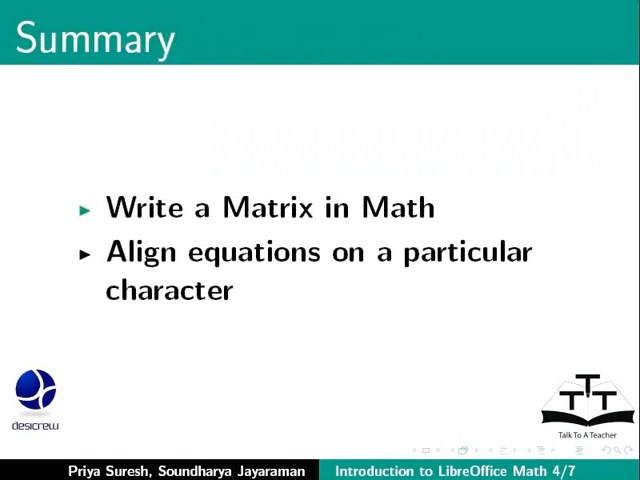 Summary
Write a Matrix in Math
Align equations on a particular
character
desicrew
T T T
Talk To A Teacher
Priya Suresh, Soundharya Jayaraman Introduction to LibreOffice Math 4/7